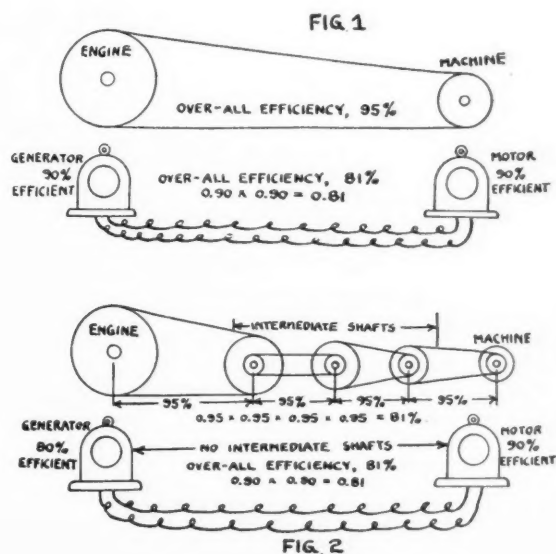 FIG. 1
ENGINE
MACHINE
OVER-ALL EFFICIENCY, 95%
GENERATOR
90%
EFFICIENT
OVER-ALL EFFICIENCY, 81%
0.90 x 0.90 = 0.81
MOTOR
90%
EFFICIENT
ENGINE
INTERMEDIATE SHAFTS
MACHINE
95% 95% 95% 95%
0.95 x 0.95 x 0.95 x 0.95 = 81%
GENERATOR
80%
EFFICIENT
NO INTERMEDIATE SHAFTS
OVER-ALL EFFICIENCY, 81%
0.90 x 0.90 = 0.81
MOTOR
90%
EFFICIENT
FIG. 2